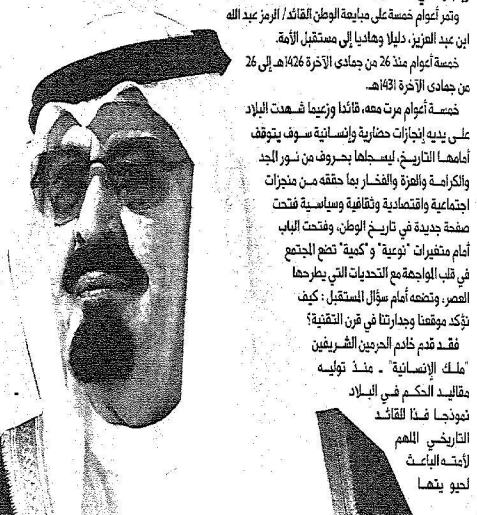 وتمر أعوام خمسة على مبايعة الوطن القائد/ الرمز عبد الله
ابن عبد العزيز، دليلا وهاديا إلى مستقبل الأمة.
خمسة أعوام منذ 26 من جمادى الآخرة 1426هـ إلى 26
من جمادى الآخرة 1431هـ.
خمسة أعوام مرت معه، قائدا وزعيما شهدت البلاد
على يديه إنجازات حضارية وإنسانية سوف يتوقف
أمامها التاريخ، ليسجلها بحروف من نور المجد
والكرامة والعزة والفخار بما حققه من منجزات
اجتماعية واقتصادية وثقافية وسياسية فتحت
صفحة جديدة في تاريخ الوطن، وفتحت الباب
أمام متغيرات "نوعية" و"كمية" تضع المجتمع
في قلب المواجهة مع التحديات التي يطرحها
العصر، وتضعه أمام سؤال المستقبل: كيف
نؤكد موقعنا وجدارتنا في قرن التقنية؟
فقد قدم خادم الحرمين الشريفين
"ملك الإنسانية" - منذ توليه
مقاليد الحكم في البلاد
نموذجا فذا للقائد
التاريخي الملهم
لأمته الباعث
لحيو يتها